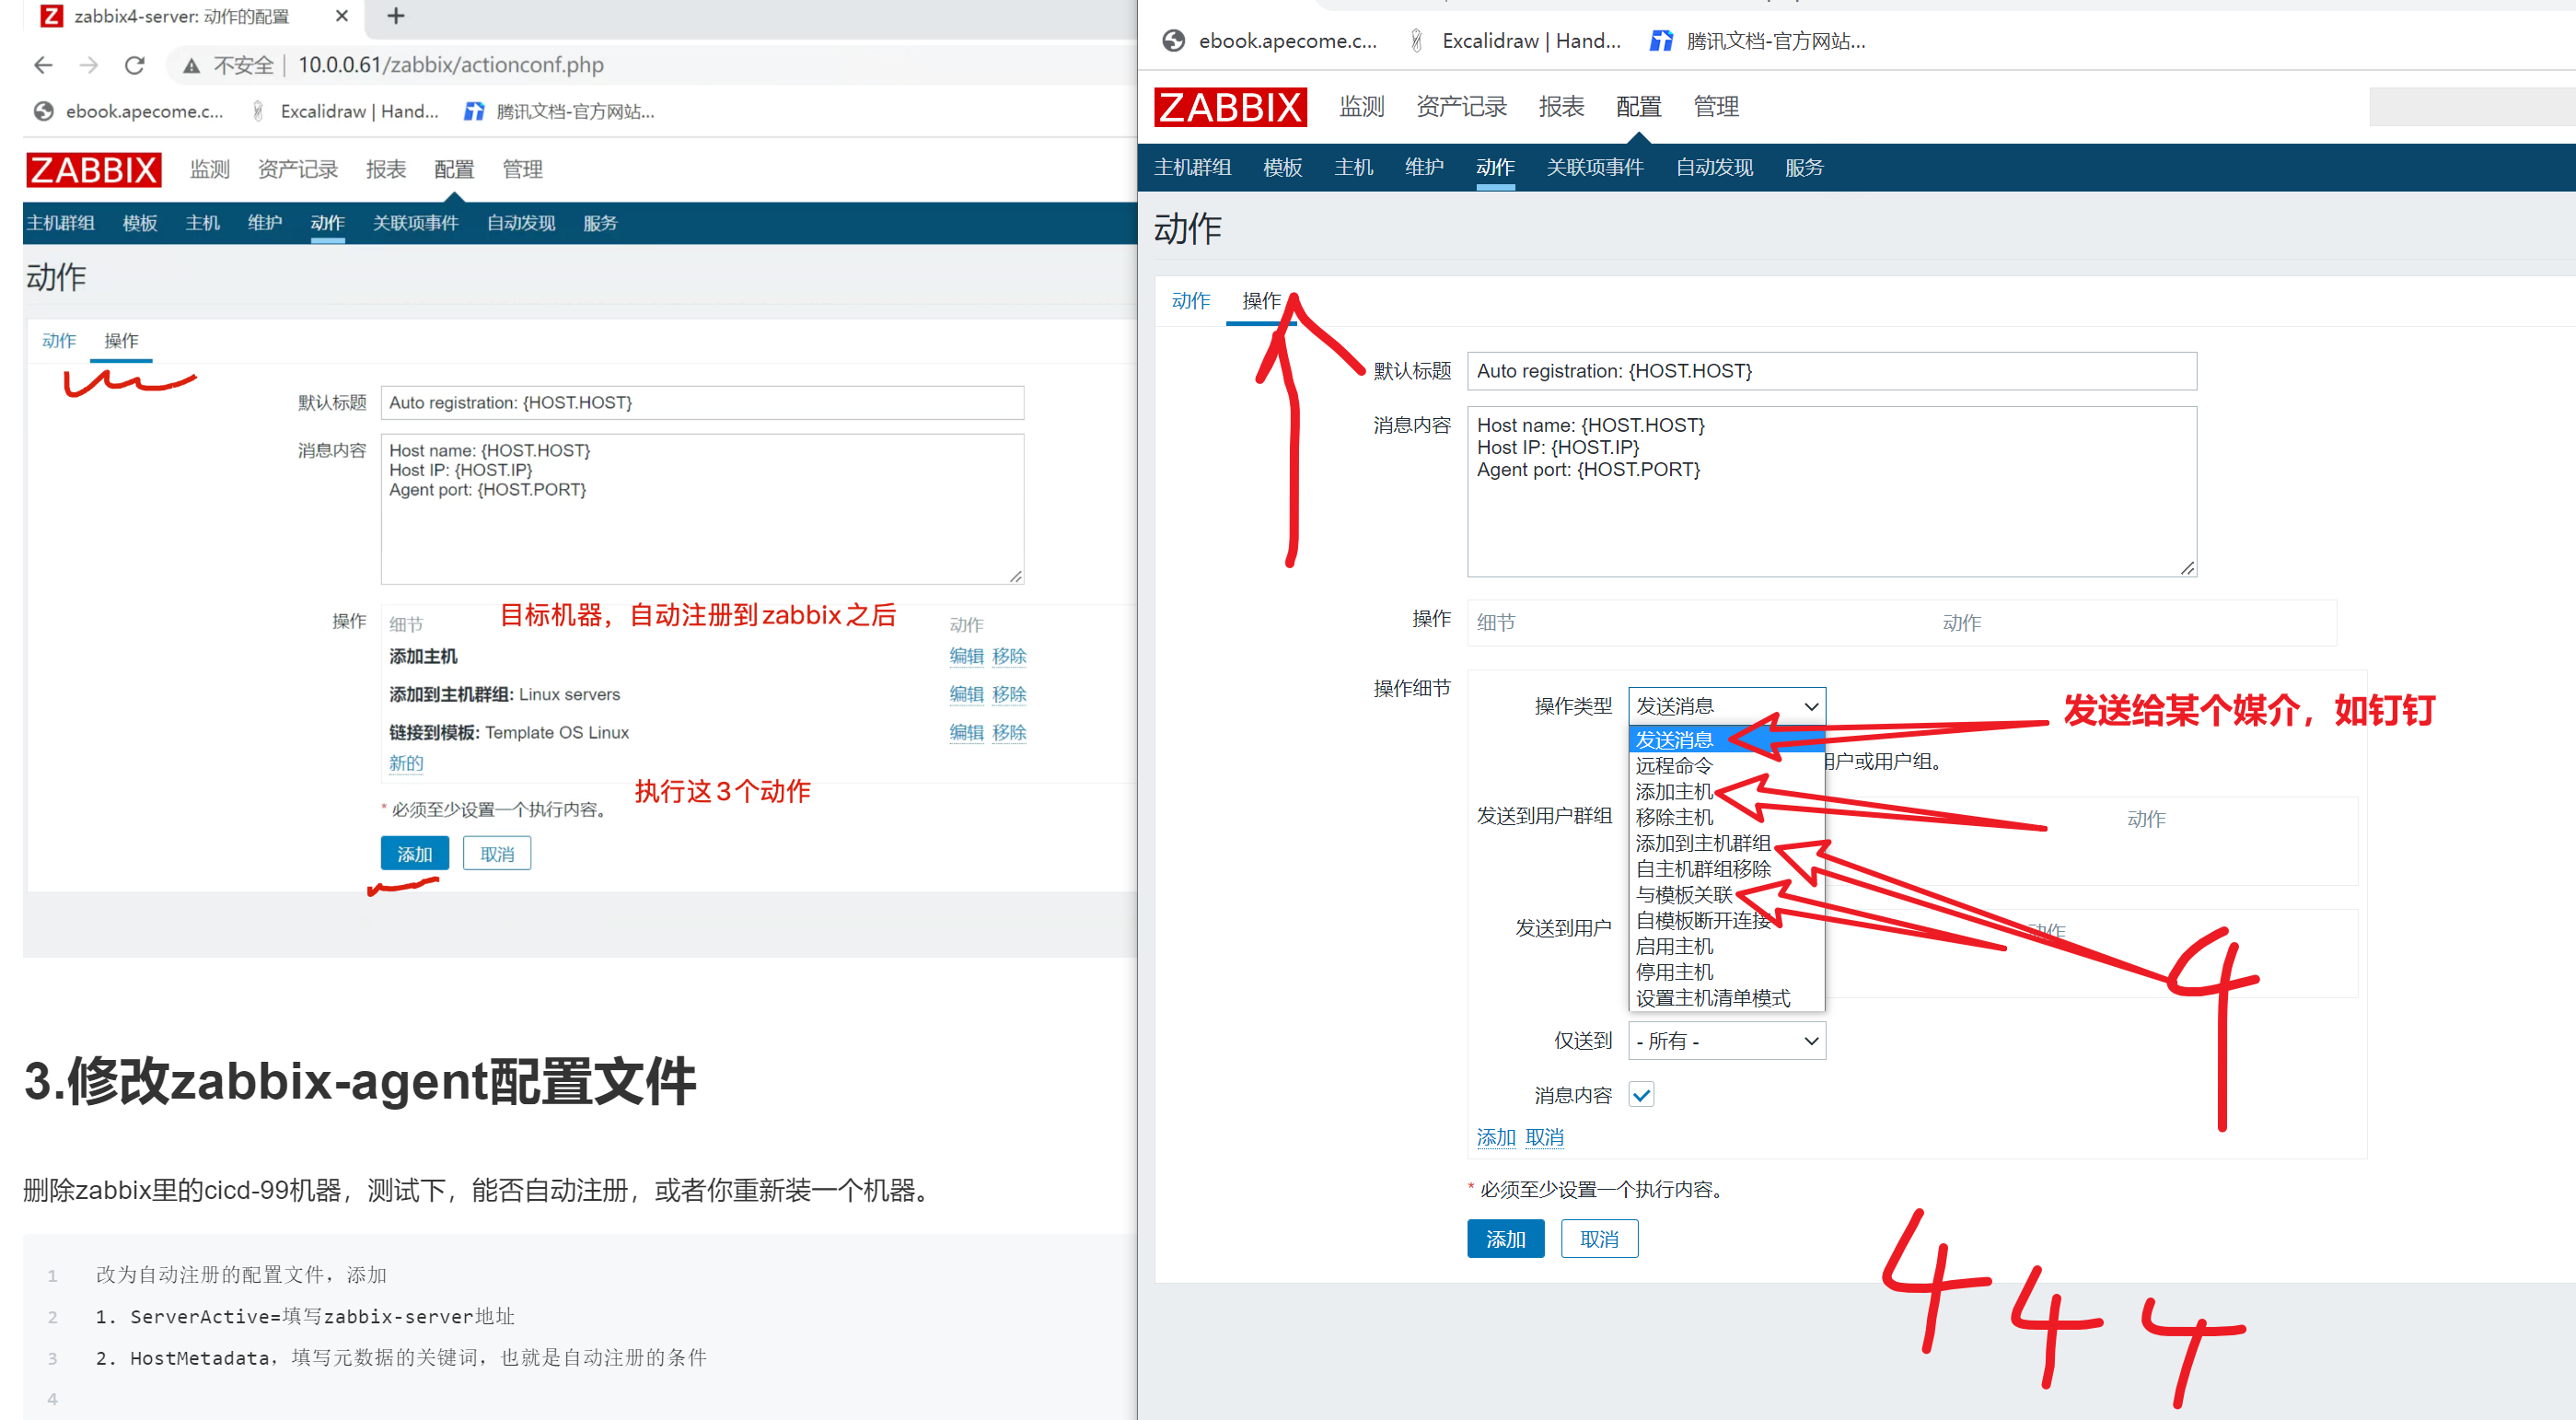 zabbix4-server: 动作的配置
不安全 | 10.0.0.61/zabbix/actionconf.php
ebook.apecome.c... Excalidraw | Hand... 腾讯文档-官方网站...
ZABBIX 监测 资产记录 报表 配置 管理
主机群组 模板 主机 维护 动作 关联项事件 自动发现 服务
动作
动作 操作
默认标题 Auto registration: {HOST.HOST}
消息内容 Host name: {HOST.HOST}
Host IP: {HOST.IP}
Agent port: {HOST.PORT}
目标机器，自动注册到zabbix之后
操作 细节 动作
添加主机 编辑 移除
添加到主机群组: Linux servers 编辑 移除
链接到模板: Template OS Linux 编辑 移除
新的
执行这3个动作
* 必须至少设置一个执行内容。
添加 取消
3.修改zabbix-agent配置文件
删除zabbix里的cicd-99机器，测试下，能否自动注册，或者你重新装一个机器。
1 改为自动注册的配置文件，添加
2 1. ServerActive=填写zabbix-server地址
3 2. HostMetadata，填写元数据的关键词，也就是自动注册的条件
4
ebook.apecome.c... Excalidraw | Hand... 腾讯文档-官方网站...
ZABBIX 监测 资产记录 报表 配置 管理
主机群组 模板 主机 维护 动作 关联项事件 自动发现 服务
动作
动作 操作
默认标题 Auto registration: {HOST.HOST}
消息内容 Host name: {HOST.HOST}
Host IP: {HOST.IP}
Agent port: {HOST.PORT}
操作 细节 动作
操作细节 操作类型 发送消息
发送给某个媒介，如钉钉
发送消息
远程命令
用户或用户组。
添加主机
移除主机
发送到用户群组 动作
添加到主机群组
自主机群组移除
与模板关联
自模板断开连接
发送到用户 动作
启用主机
停用主机
设置主机清单模式
4
仅送到 - 所有 -
消息内容
添加 取消
* 必须至少设置一个执行内容。
添加 取消
4 4 4